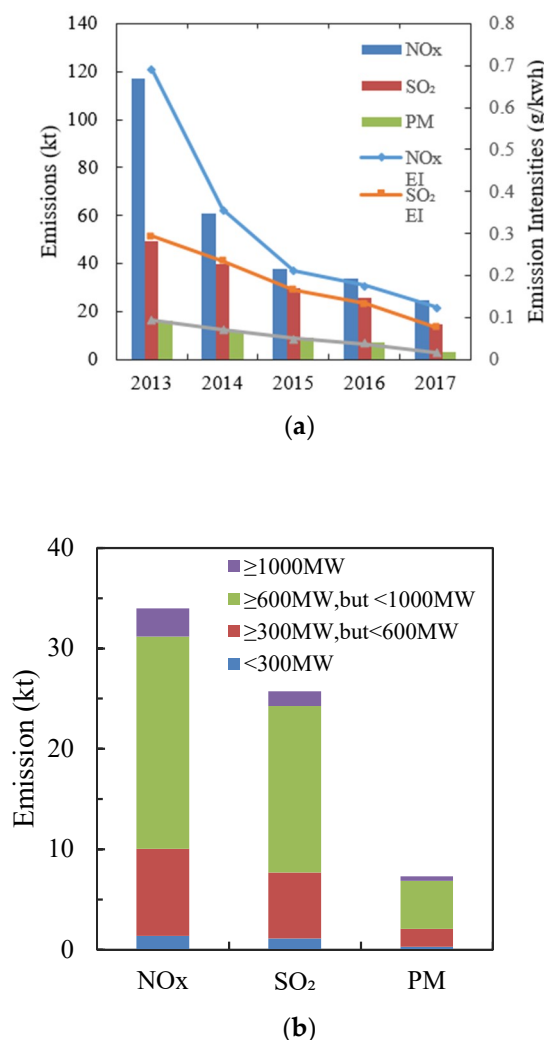 140
120
100
80
60
40
20
0
Emissions (kt)
0.8
0.7
0.6
0.5
0.4
0.3
0.2
0.1
0
Emission Intensities (g/kwh)
NOx
SO₂
PM
NOx
EI
SO₂
EI
2013 2014 2015 2016 2017
(a)
40
30
20
10
0
Emission (kt)
≥1000MW
≥600MW,but <1000MW
≥300MW,but<600MW
<300MW
NOx SO₂ PM
(b)